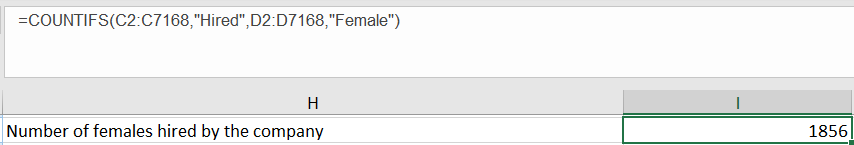 =COUNTIFS(C2:C7168,"Hired",D2:D7168,"Female")
H I
Number of females hired by the company 1856